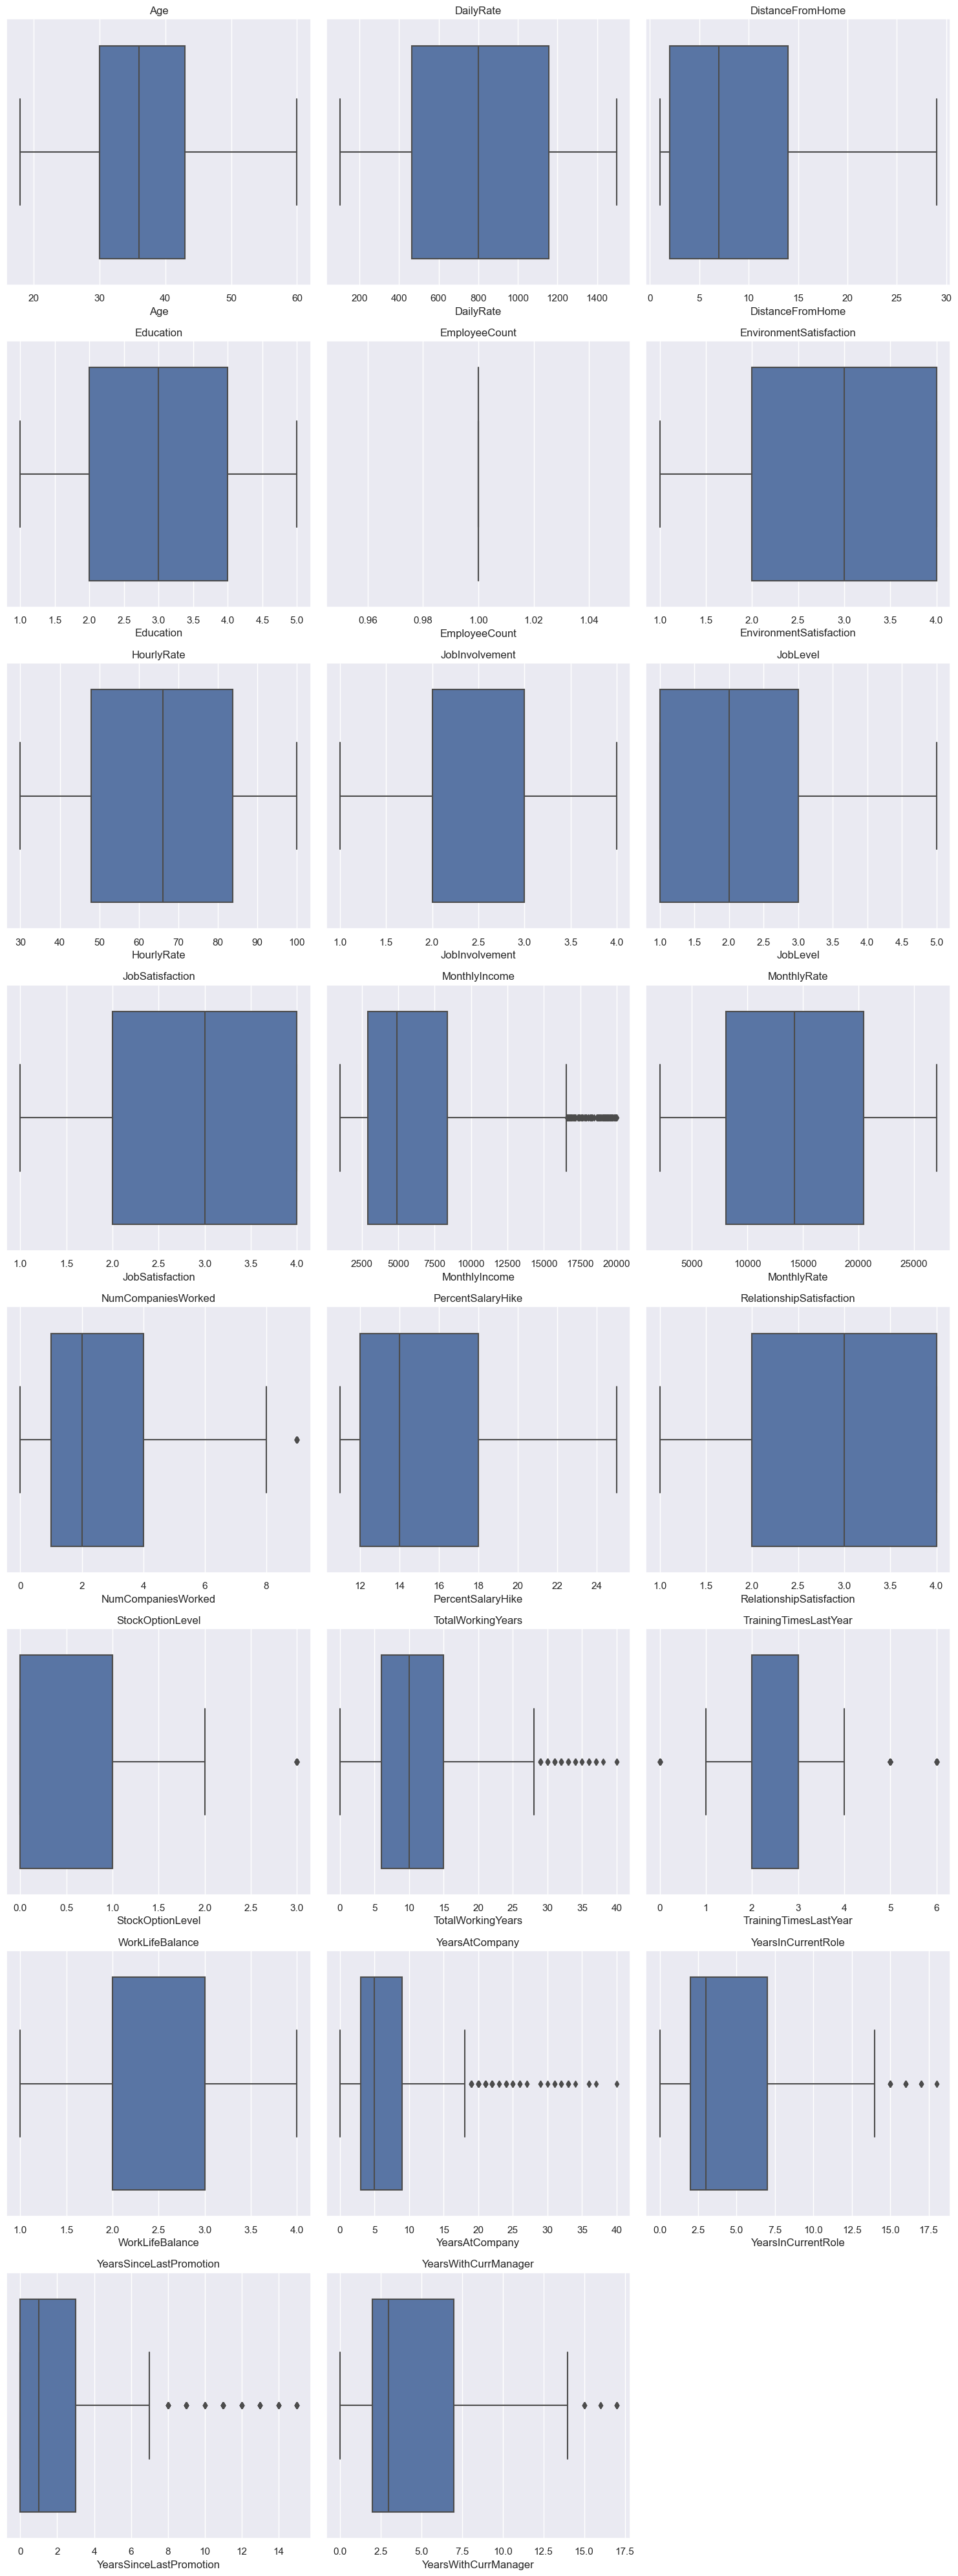 Age DailyRate DistanceFromHome
20 30 40 50 60 200 400 600 800 1000 1200 1400 0 5 10 15 20 25 30
Age DailyRate DistanceFromHome
Education EmployeeCount EnvironmentSatisfaction
1.0 1.5 2.0 2.5 3.0 3.5 4.0 4.5 5.0 0.96 0.98 1.00 1.02 1.04 1.0 1.5 2.0 2.5 3.0 3.5 4.0
Education EmployeeCount EnvironmentSatisfaction
HourlyRate JobInvolvement JobLevel
30 40 50 60 70 80 90 100 1.0 1.5 2.0 2.5 3.0 3.5 4.0 1.0 1.5 2.0 2.5 3.0 3.5 4.0 4.5 5.0
HourlyRate JobInvolvement JobLevel
JobSatisfaction MonthlyIncome MonthlyRate
1.0 1.5 2.0 2.5 3.0 3.5 4.0 2500 5000 7500 10000 12500 15000 17500 20000 5000 10000 15000 20000 25000
JobSatisfaction MonthlyIncome MonthlyRate
NumCompaniesWorked PercentSalaryHike RelationshipSatisfaction
0 2 4 6 8 12 14 16 18 20 22 24 1.0 1.5 2.0 2.5 3.0 3.5 4.0
NumCompaniesWorked PercentSalaryHike RelationshipSatisfaction
StockOptionLevel TotalWorkingYears TrainingTimesLastYear
0.0 0.5 1.0 1.5 2.0 2.5 3.0 0 5 10 15 20 25 30 35 40 0 1 2 3 4 5 6
StockOptionLevel TotalWorkingYears TrainingTimesLastYear
WorkLifeBalance YearsAtCompany YearsInCurrentRole
1.0 1.5 2.0 2.5 3.0 3.5 4.0 0 5 10 15 20 25 30 35 40 0.0 2.5 5.0 7.5 10.0 12.5 15.0 17.5
WorkLifeBalance YearsAtCompany YearsInCurrentRole
YearsSinceLastPromotion YearsWithCurrManager
0 2 4 6 8 10 12 14 0.0 2.5 5.0 7.5 10.0 12.5 15.0 17.5
YearsSinceLastPromotion YearsWithCurrManager